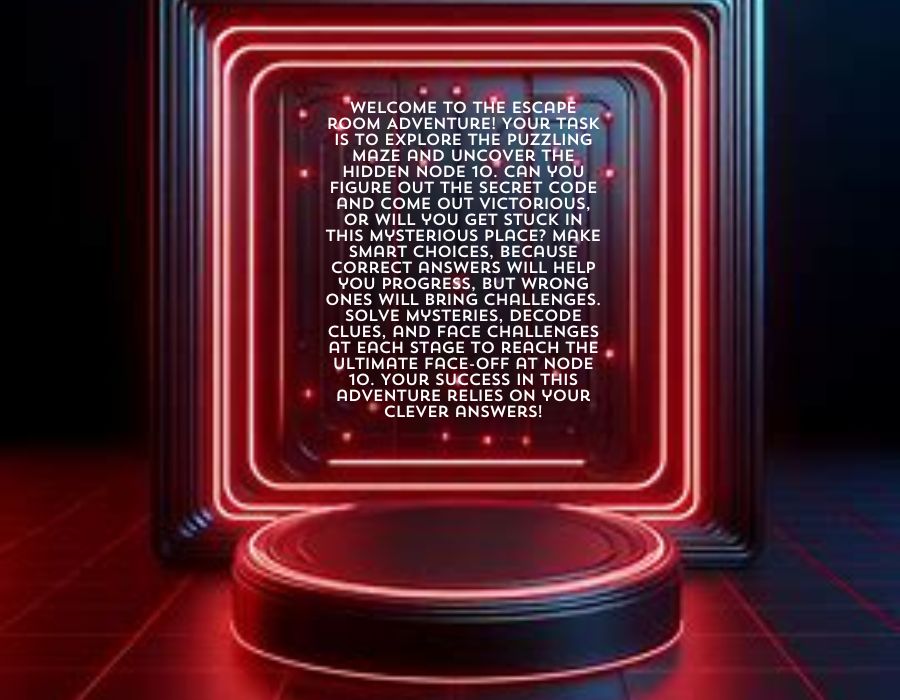 WELCOME TO THE ESCAPE
ROOM ADVENTURE! YOUR TASK
IS TO EXPLORE THE PUZZLING
MAZE AND UNCOVER THE
HIDDEN NODE 10. CAN YOU
FIGURE OUT THE SECRET CODE
AND COME OUT VICTORIOUS,
OR WILL YOU GET STUCK IN
THIS MYSTERIOUS PLACE? MAKE
SMART CHOICES, BECAUSE
CORRECT ANSWERS WILL HELP
YOU PROGRESS, BUT WRONG
ONES WILL BRING CHALLENGES.
SOLVE MYSTERIES, DECODE
CLUES, AND FACE CHALLENGES
AT EACH STAGE TO REACH THE
ULTIMATE FACE-OFF AT NODE
10. YOUR SUCCESS IN THIS
ADVENTURE RELIES ON YOUR
CLEVER ANSWERS!